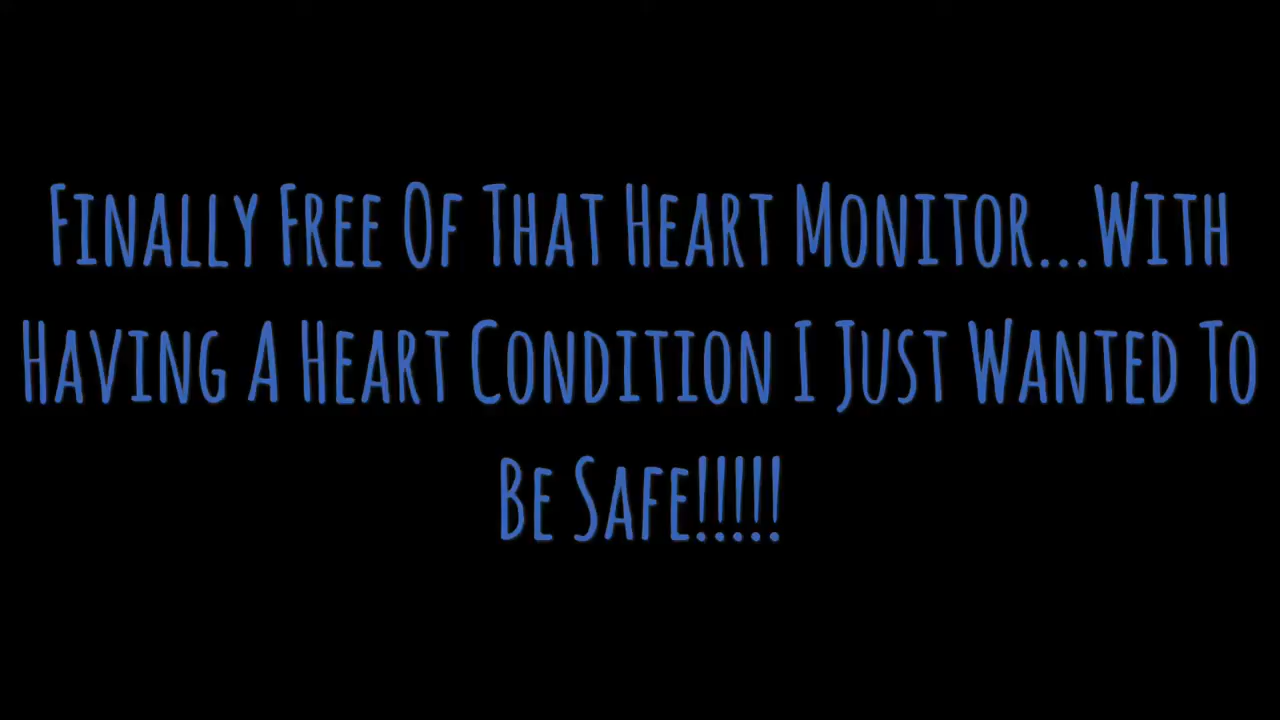 Finally Free Of That Heart Monitor...With
Having A Heart Condition I Just Wanted To
Be Safe!!!!!